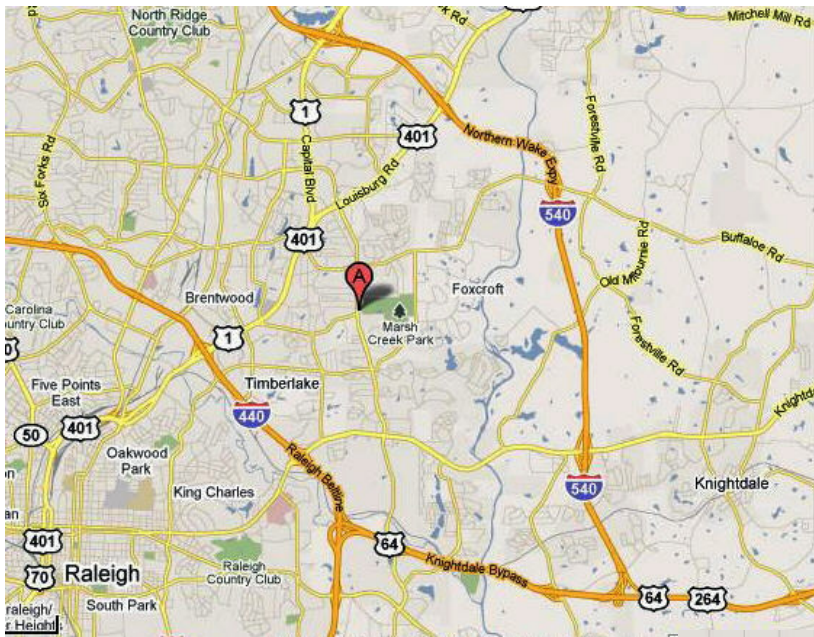 North Ridge
Country Club
Mitchell Mill Rd
Rd
1
401
Capital Blvd
Louisburg Rd
Northern Wake Expy
Forestville Rd
Six Forks Rd
540
401
Buffaloe Rd
A
Old Milburnie Rd
Foxcroft
Brentwood
Marsh
Creek Park
Carolina
Country Club
1
Forestville Rd
Five Points
East
Timberlake
440
50
401
Oakwood
Park
Raleigh Beltline
King Charles
540
Knightdale
401
64
Raleigh
Country Club
Knightdale Bypass
70
Raleigh
South Park
64
264
raleigh/